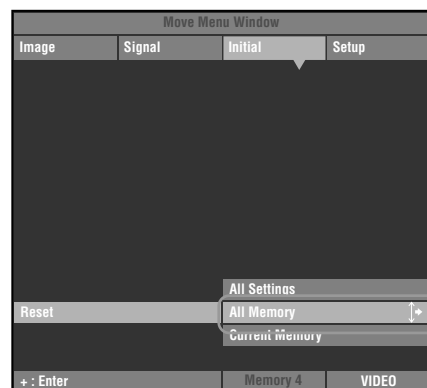 Move Menu Window
Image Signal Initial Setup
All Settings
Reset All Memory
Current Memory
+ : Enter Memory 4 VIDEO